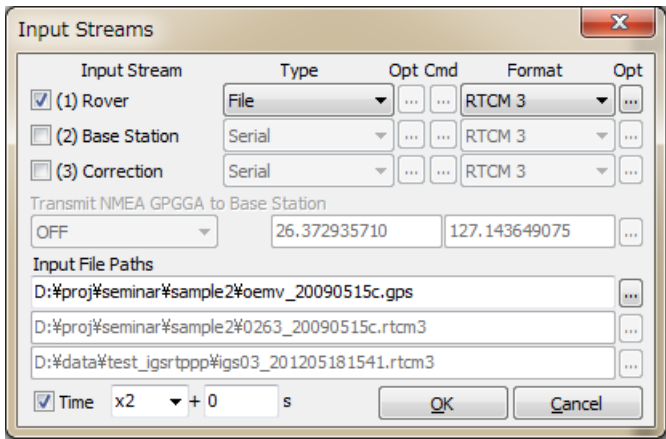 Input Streams
Input Stream Type Opt Cmd Format Opt
(1) Rover File ... ... RTCM 3 ...
(2) Base Station Serial ... ... RTCM 3 ...
(3) Correction Serial ... ... RTCM 3 ...
Transmit NMEA GPGGA to Base Station
OFF 26.372935710 127.143649075 ...
Input File Paths
D:¥proj¥seminar¥sample2¥oemv_20090515c.gps ...
D:¥proj¥seminar¥sample2¥0263_20090515c.rtcm3 ...
D:¥data¥test_igsrtppp¥igs03_201205181541.rtcm3 ...
Time x2 + 0 s OK Cancel